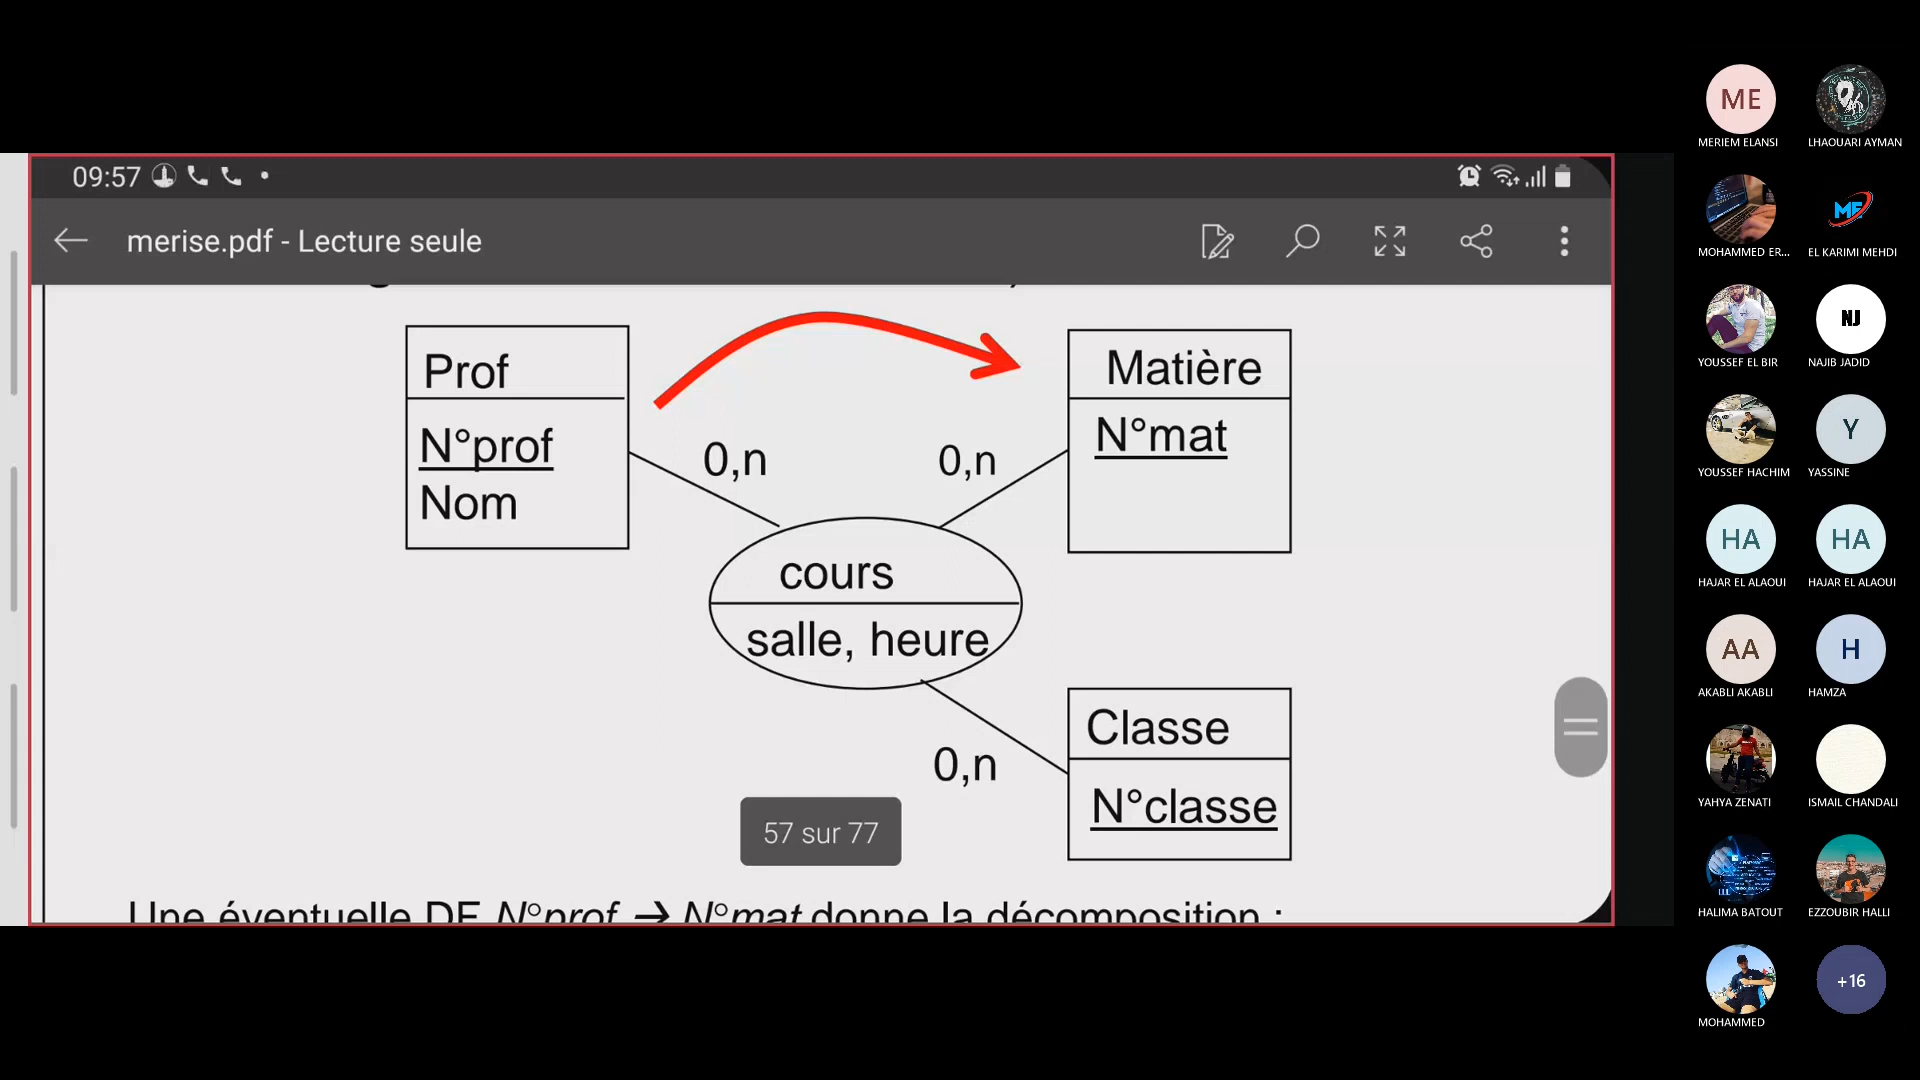 09:57
merise.pdf - Lecture seule
Prof
N°prof
Nom
0,n
0,n
Matière
N°mat
cours
salle, heure
0,n
Classe
N°classe
57 sur 77
Une éventuelle DF N°prof → N°mat donne la décomposition :
ME
MERIEM ELANSI
LHAOUARI AYMAN
MOHAMMED ER...
ME
EL KARIMI MEHDI
YOUSSEF EL BIR
NJ
NAJIB JADID
YOUSSEF HACHIM
Y
YASSINE
HA
HAJAR EL ALAOUI
HA
HAJAR EL ALAOUI
AA
AKABLI AKABLI
H
HAMZA
YAHYA ZENATI
ISMAIL CHANDALI
HALIMA BATOUT
EZZOUBIR HALLI
MOHAMMED
+16